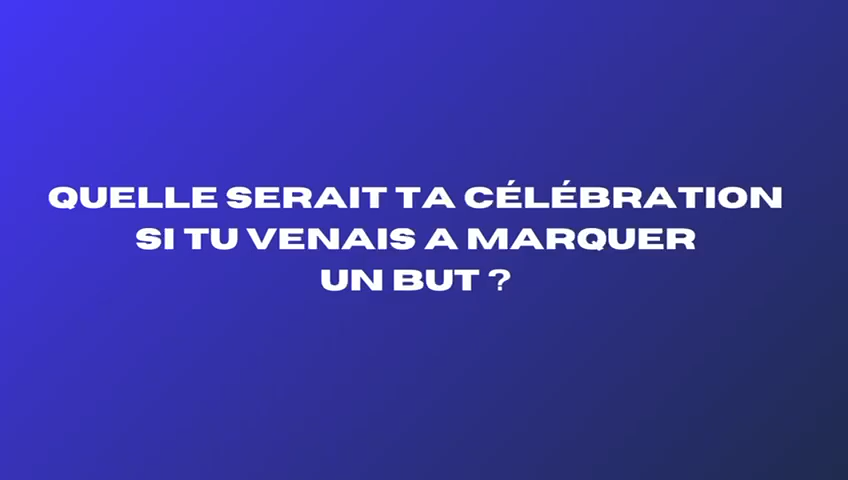 QUELLE SERAIT TA CÉLÉBRATION
SI TU VENAIS A MARQUER
UN BUT ?